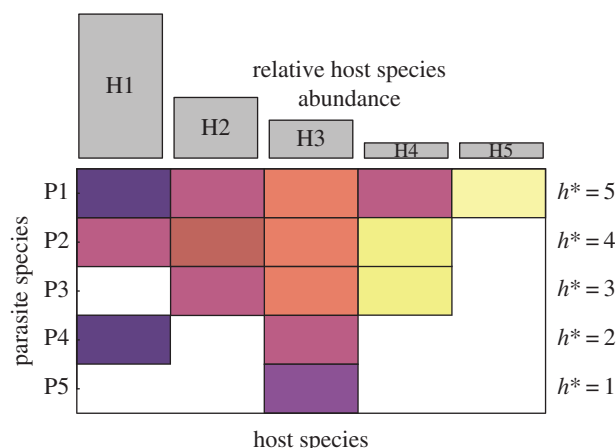 H1
relative host species
abundance
H2
H3
H4
H5
P1
h* = 5
P2
h* = 4
P3
h* = 3
P4
h* = 2
P5
h* = 1
parasite species
host species